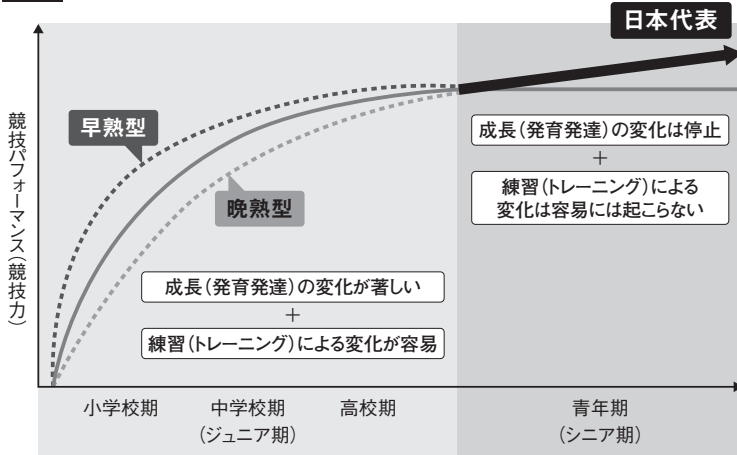 日本代表
競技パフォーマンス(競技力)
早熟型
晩熟型
成長(発育発達)の変化は停止
+
練習(トレーニング)による
変化は容易には起こらない
成長(発育発達)の変化が著しい
+
練習(トレーニング)による変化が容易
小学校期 中学校期 高校期 青年期
(ジュニア期) (シニア期)